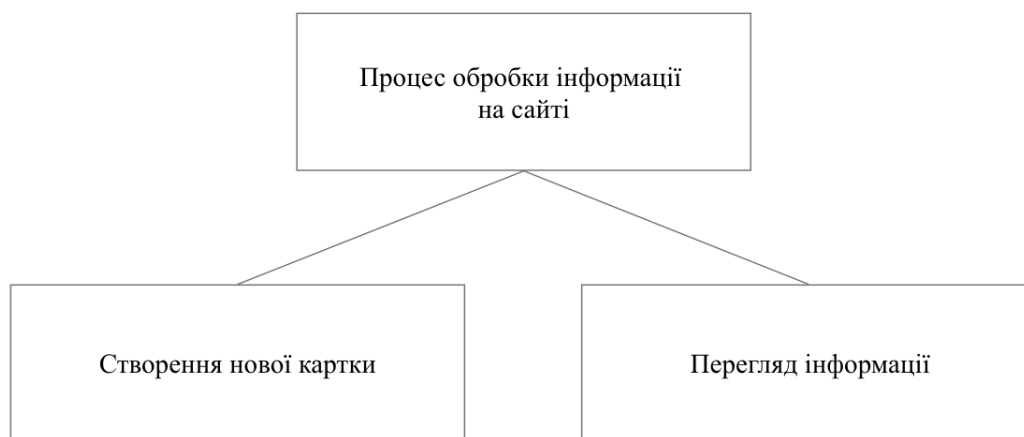 Процес обробки інформації
на сайті
Створення нової картки
Перегляд інформації